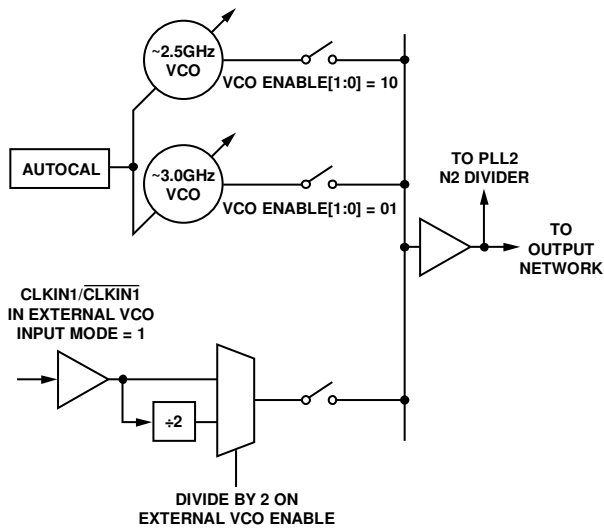 ~2.5GHz
VCO
VCO ENABLE[1:0] = 10
AUTOCAL
~3.0GHz
VCO
VCO ENABLE[1:0] = 01
TO PLL2
N2 DIVIDER
TO
OUTPUT
NETWORK
CLKIN1/CLKIN1
IN EXTERNAL VCO
INPUT MODE = 1
÷2
DIVIDE BY 2 ON
EXTERNAL VCO ENABLE